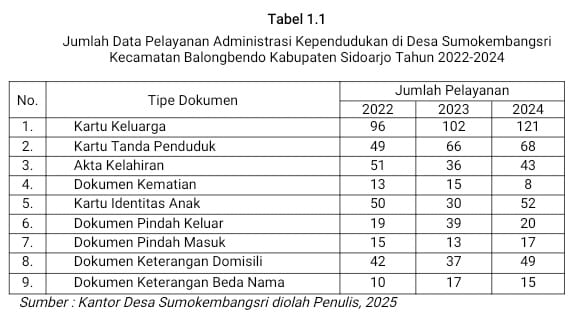 Tabel 1.1
Jumlah Data Pelayanan Administrasi Kependudukan di Desa Sumokembangsri
Kecamatan Balongbendo Kabupaten Sidoarjo Tahun 2022-2024
No. Tipe Dokumen Jumlah Pelayanan
2022 2023 2024
1. Kartu Keluarga 96 102 121
2. Kartu Tanda Penduduk 49 66 68
3. Akta Kelahiran 51 36 43
4. Dokumen Kematian 13 15 8
5. Kartu Identitas Anak 50 30 52
6. Dokumen Pindah Keluar 19 39 20
7. Dokumen Pindah Masuk 15 13 17
8. Dokumen Keterangan Domisili 42 37 49
9. Dokumen Keterangan Beda Nama 10 17 15
Sumber : Kantor Desa Sumokembangsri diolah Penulis, 2025